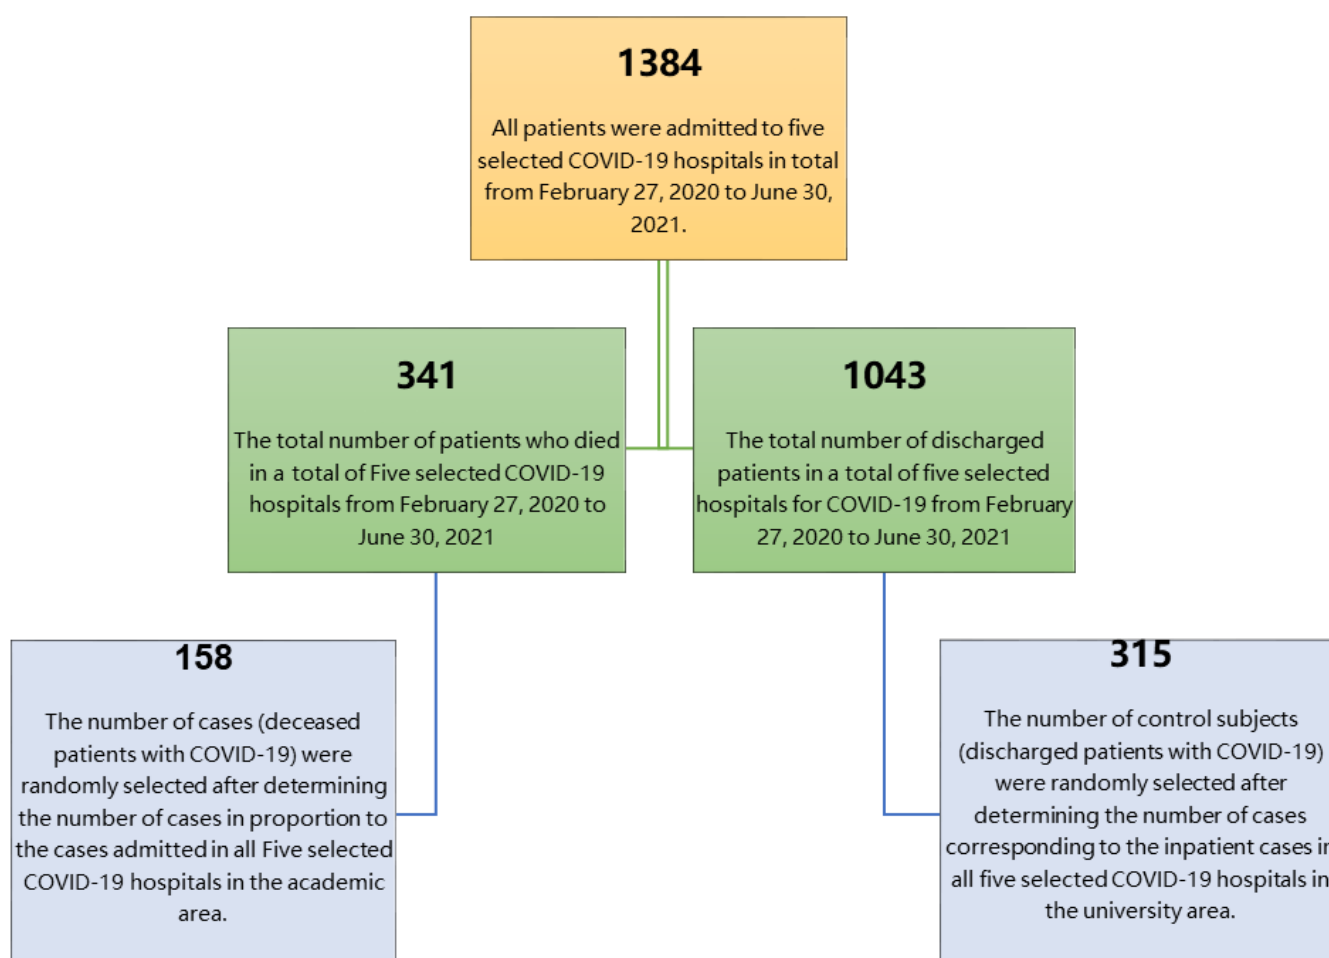 1384
All patients were admitted to five
selected COVID-19 hospitals in total
from February 27, 2020 to June 30,
2021.
341
The total number of patients who died
in a total of Five selected COVID-19
hospitals from February 27, 2020 to
June 30, 2021
1043
The total number of discharged
patients in a total of five selected
hospitals for COVID-19 from February
27, 2020 to June 30, 2021
158
The number of cases (deceased
patients with COVID-19) were
randomly selected after determining
the number of cases in proportion to
the cases admitted in all Five selected
COVID-19 hospitals in the academic
area.
315
The number of control subjects
(discharged patients with COVID-19)
were randomly selected after
determining the number of cases
corresponding to the inpatient cases in
all five selected COVID-19 hospitals in
the university area.